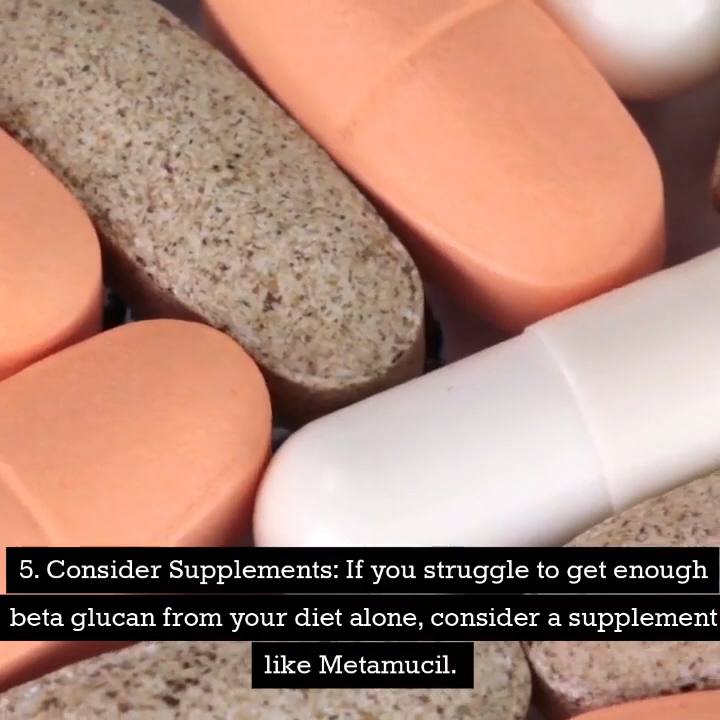 5. Consider Supplements: If you struggle to get enough
beta glucan from your diet alone, consider a supplement
like Metamucil.